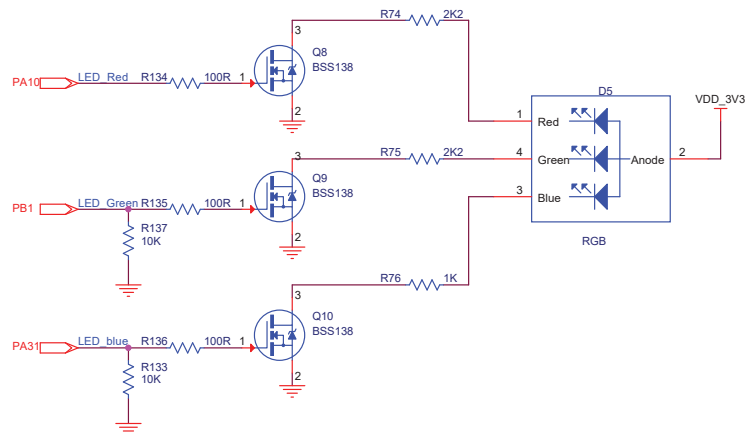 R74 2K2
3
Q8
BSS138
LED_Red R134 100R 1
PA10
2
D5
VDD_3V3
1 Red
R75 2K2
3
4 Green Anode 2
Q9
BSS138
3 Blue
LED_Green R135 100R 1
PB1
R137
10K
2
RGB
R76 1K
3
Q10
BSS138
LED_blue R136 100R 1
PA31
R133
10K
2